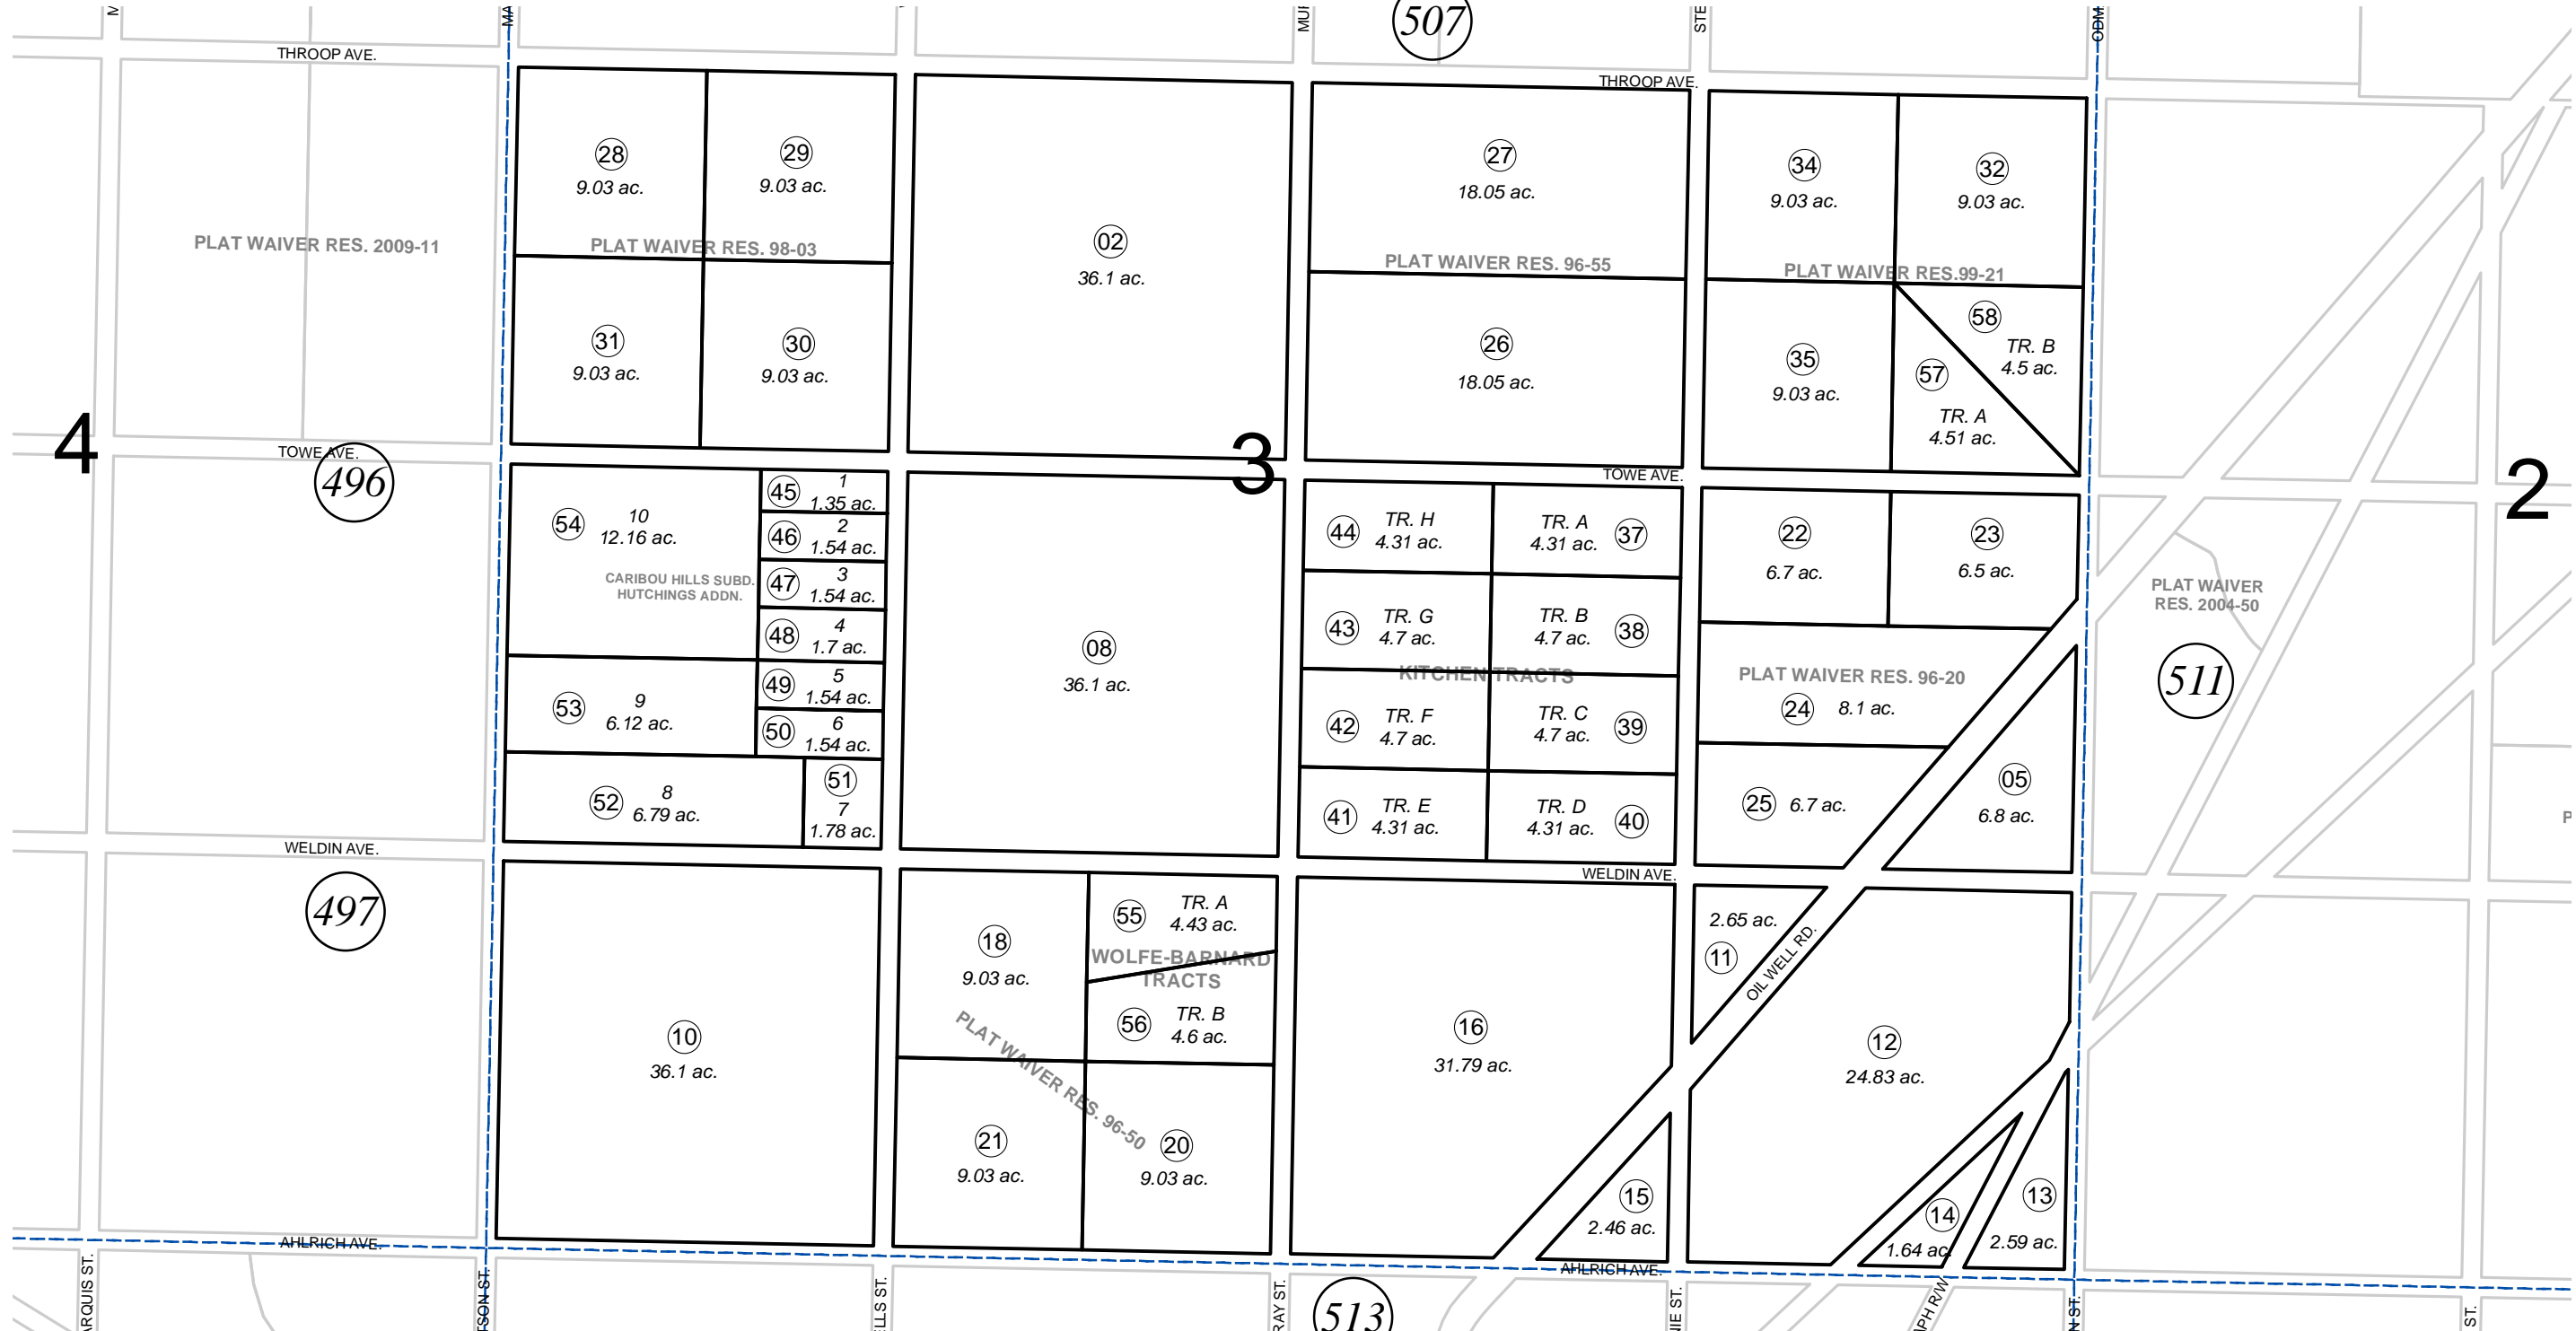 507
THROOP AVE.
THROOP AVE.
28
9.03 ac.
29
9.03 ac.
27
18.05 ac.
34
9.03 ac.
32
9.03 ac.
PLAT WAIVER RES. 2009-11
PLAT WAIVER RES. 98-03
02
36.1 ac.
PLAT WAIVER RES. 96-55
PLAT WAIVER RES.99-21
31
9.03 ac.
30
9.03 ac.
26
18.05 ac.
35
9.03 ac.
58
TR. B
4.5 ac.
57
TR. A
4.51 ac.
4
3
2
TOWE AVE.
TOWE AVE.
496
54
10
12.16 ac.
CARIBOU HILLS SUBD.
HUTCHINGS ADDN.
45
1
1.35 ac.
46
2
1.54 ac.
47
3
1.54 ac.
48
4
1.7 ac.
49
5
1.54 ac.
50
6
1.54 ac.
53
9
6.12 ac.
52
8
6.79 ac.
51
7
1.78 ac.
08
36.1 ac.
44
TR. H
4.31 ac.
TR. A
4.31 ac.
37
43
TR. G
4.7 ac.
TR. B
4.7 ac.
38
KITCHEN TRACTS
42
TR. F
4.7 ac.
TR. C
4.7 ac.
39
41
TR. E
4.31 ac.
TR. D
4.31 ac.
40
22
6.7 ac.
23
6.5 ac.
PLAT WAIVER RES. 96-20
24 8.1 ac.
25 6.7 ac.
05
6.8 ac.
PLAT WAIVER
RES. 2004-50
511
WELDIN AVE.
WELDIN AVE.
497
10
36.1 ac.
18
9.03 ac.
55
TR. A
4.43 ac.
WOLFE-BARNARD
TRACTS
56
TR. B
4.6 ac.
PLAT WAIVER RES. 96-50
21
9.03 ac.
20
9.03 ac.
16
31.79 ac.
2.65 ac.
11
OIL WELL RD.
12
24.83 ac.
15
2.46 ac.
14
1.64 ac.
13
2.59 ac.
AHLRICH AVE.
AHLRICH AVE.
ARQUIS ST.
TSON ST.
ELLS ST.
RAY ST.
NIE ST.
PH R/W
N ST.
ST.
513